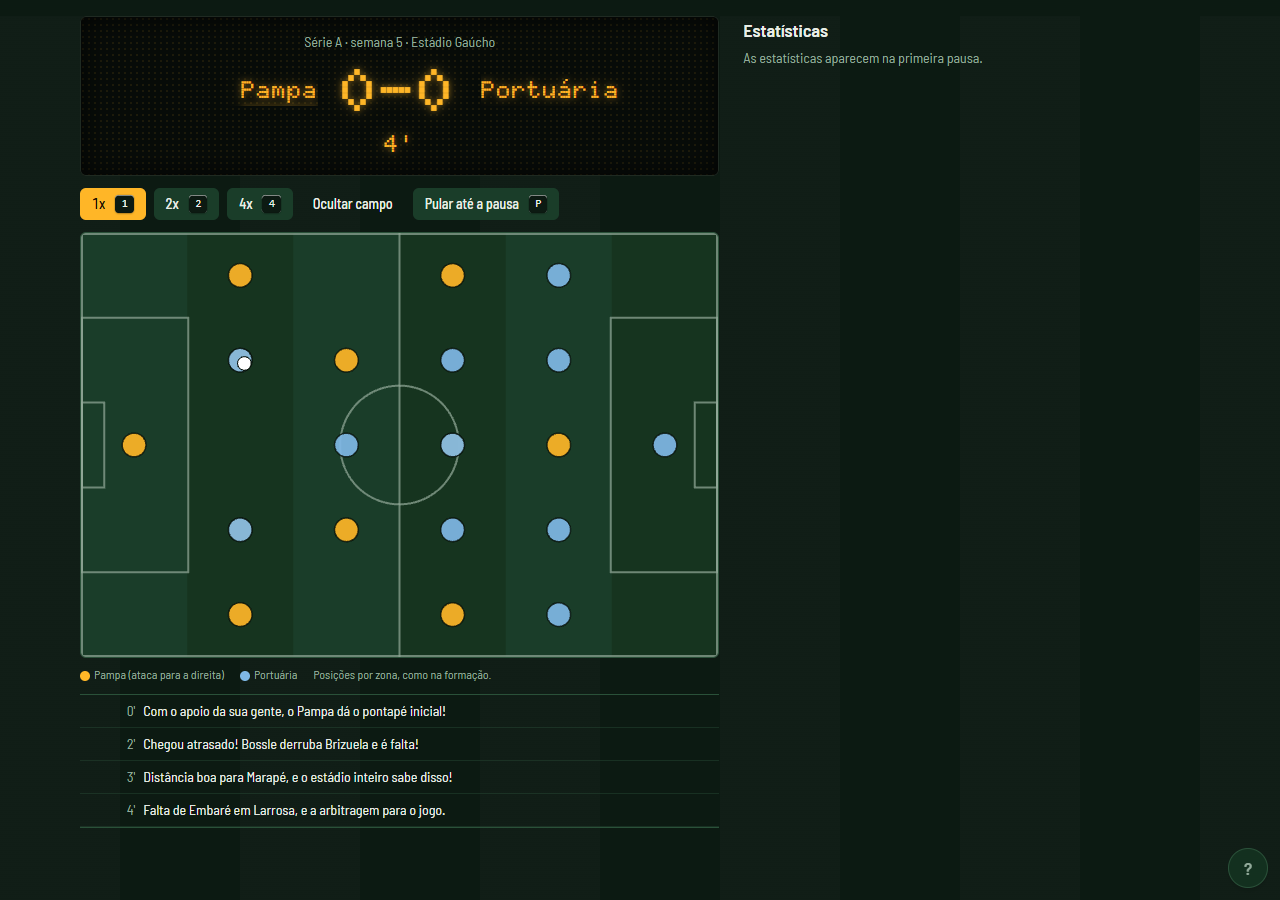 Série A · semana 5 · Estádio Gaúcho
Pampa 0–0 Portuária
4'
1x 1 2x 2 4x 4 Ocultar campo Pular até a pausa P
Pampa (ataca para a direita) Portuária Posições por zona, como na formação.
0' Com o apoio da sua gente, o Pampa dá o pontapé inicial!
2' Chegou atrasado! Bossle derruba Brizuela e é falta!
3' Distância boa para Marapé, e o estádio inteiro sabe disso!
4' Falta de Embaré em Larrosa, e a arbitragem para o jogo.
Estatísticas
As estatísticas aparecem na primeira pausa.
?